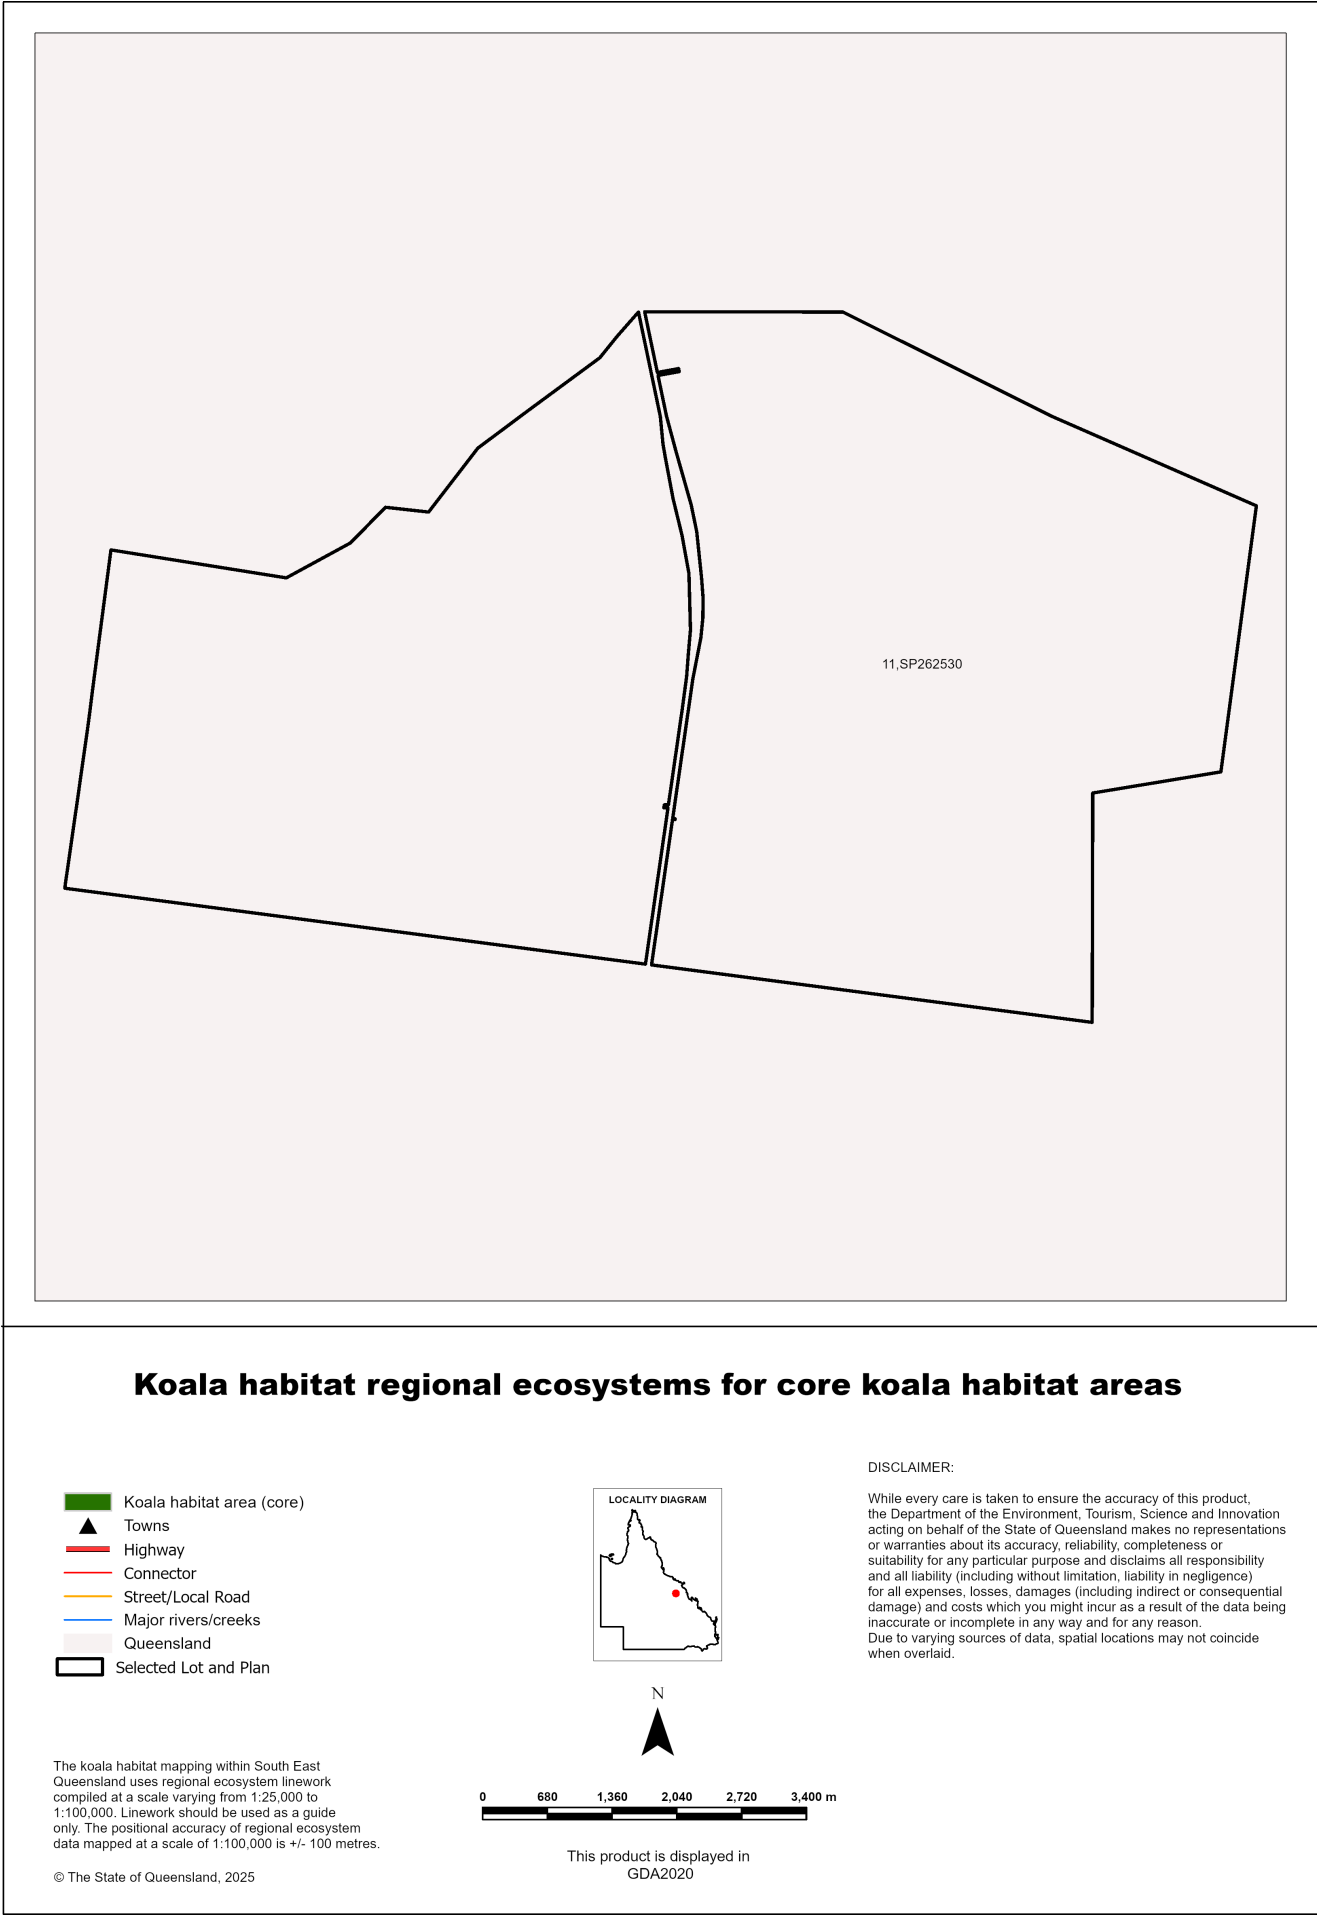 11,SP262530
Koala habitat regional ecosystems for core koala habitat areas
Koala habitat area (core)
Towns
Highway
Connector
Street/Local Road
Major rivers/creeks
Queensland
Selected Lot and Plan
The koala habitat mapping within South East
Queensland uses regional ecosystem linework
compiled at a scale varying from 1:25,000 to
1:100,000. Linework should be used as a guide
only. The positional accuracy of regional ecosystem
data mapped at a scale of 1:100,000 is +/- 100 metres.
© The State of Queensland, 2025
LOCALITY DIAGRAM
N
0 680 1,360 2,040 2,720 3,400 m
This product is displayed in
GDA2020
DISCLAIMER:
While every care is taken to ensure the accuracy of this product,
the Department of the Environment, Tourism, Science and Innovation
acting on behalf of the State of Queensland makes no representations
or warranties about its accuracy, reliability, completeness or
suitability for any particular purpose and disclaims all responsibility
and all liability (including without limitation, liability in negligence)
for all expenses, losses, damages (including indirect or consequential
damage) and costs which you might incur as a result of the data being
inaccurate or incomplete in any way and for any reason.
Due to varying sources of data, spatial locations may not coincide
when overlaid.